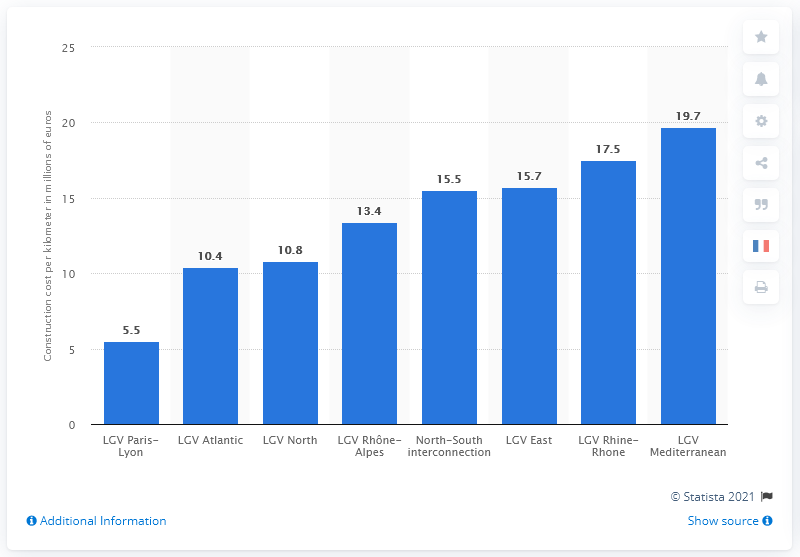 Construction cost per kilometer in millions of euros
25
20
15
10
5
0
5.5
10.4
10.8
13.4
15.5
15.7
17.5
19.7
LGV Paris-
Lyon
LGV Atlantic
LGV North
LGV Rhône-
Alpes
North-South
interconnection
LGV East
LGV Rhine-
Rhone
LGV
Mediterranean
© Statista 2021
Additional Information
Show source